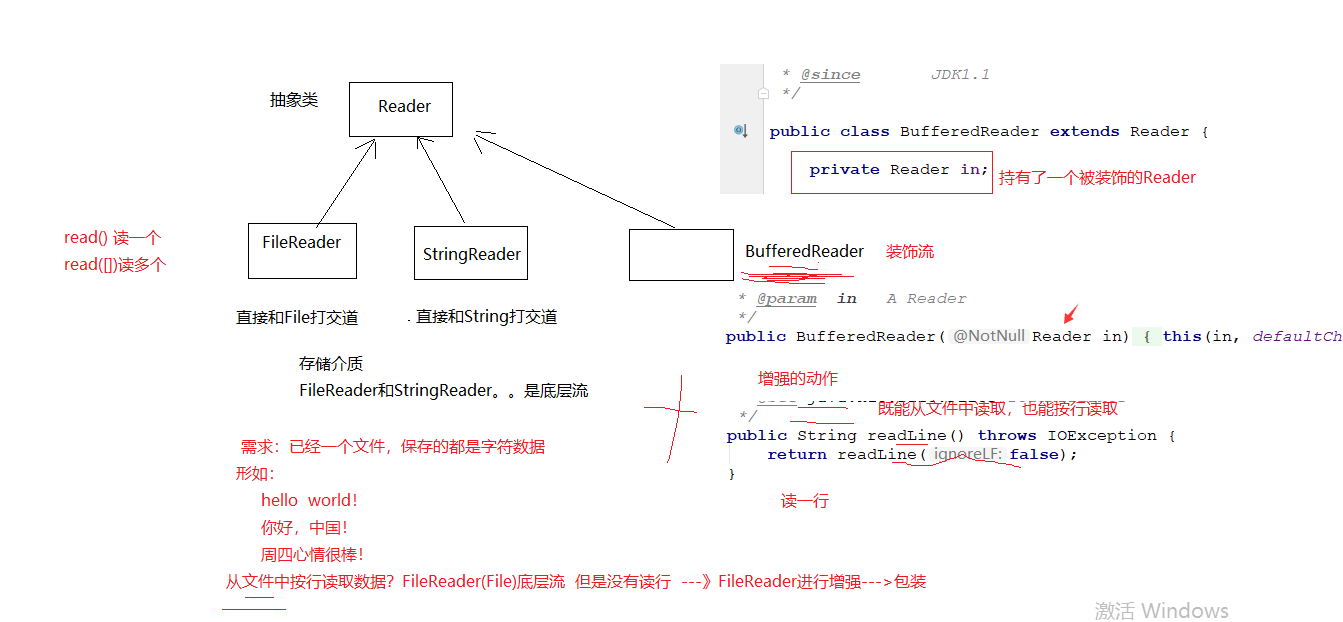 * @since JDK1.1
*/
抽象类
Reader
public class BufferedReader extends Reader {
private Reader in;
持有了一个被装饰的Reader
read() 读一个
read([])读多个
FileReader
StringReader
BufferedReader 装饰流
* @param in A Reader
*/
直接和File打交道
. 直接和String打交道
public BufferedReader( @NotNull Reader in) { this(in, defaultCh
存储介质
FileReader和StringReader。。是底层流
增强的动作
既能从文件中读取，也能按行读取
*/
public String readLine() throws IOException {
return readLine( ignoreLF: false);
}
读一行
需求：已经一个文件，保存的都是字符数据
形如：
hello world！
你好，中国！
周四心情很棒！
从文件中按行读取数据？FileReader(File)底层流 但是没有读行 ---》FileReader进行增强--->包装
激活 Windows